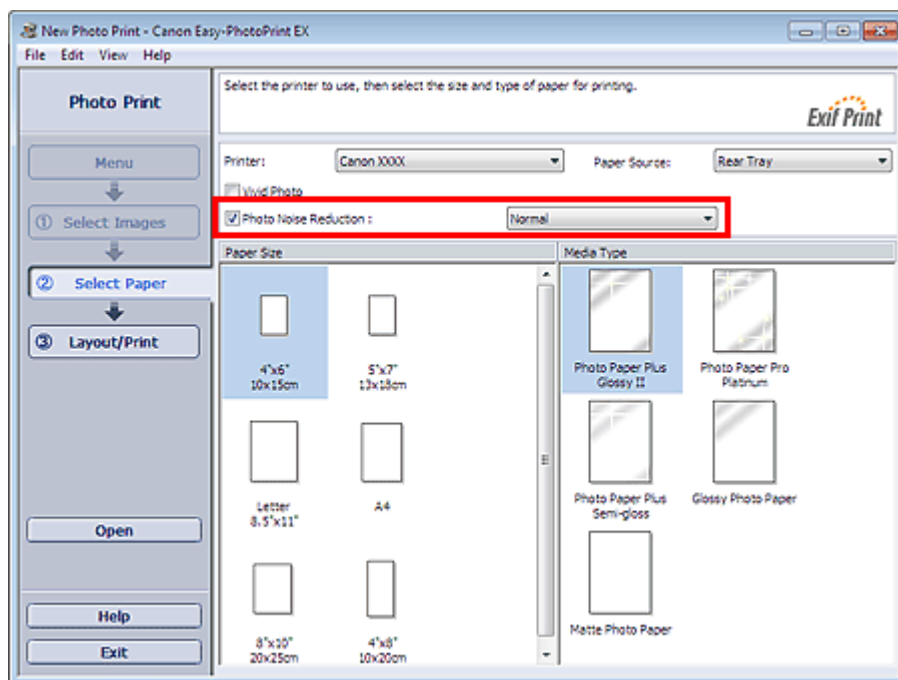 New Photo Print - Canon Easy-PhotoPrint EX
File Edit View Help
Photo Print
Select the printer to use, then select the size and type of paper for printing.
Exif Print
Menu
① Select Images
② Select Paper
③ Layout/Print
Open
Help
Exit
Printer: Canon XXXX Paper Source: Rear Tray
Vivid Photo
Photo Noise Reduction : Normal
Paper Size
4"x6"
10x15cm
5"x7"
13x18cm
Letter
8.5"x11"
A4
8"x10"
20x25cm
4"x8"
10x20cm
Media Type
Photo Paper Plus
Glossy II
Photo Paper Pro
Platinum
Photo Paper Plus
Semi-gloss
Glossy Photo Paper
Matte Photo Paper